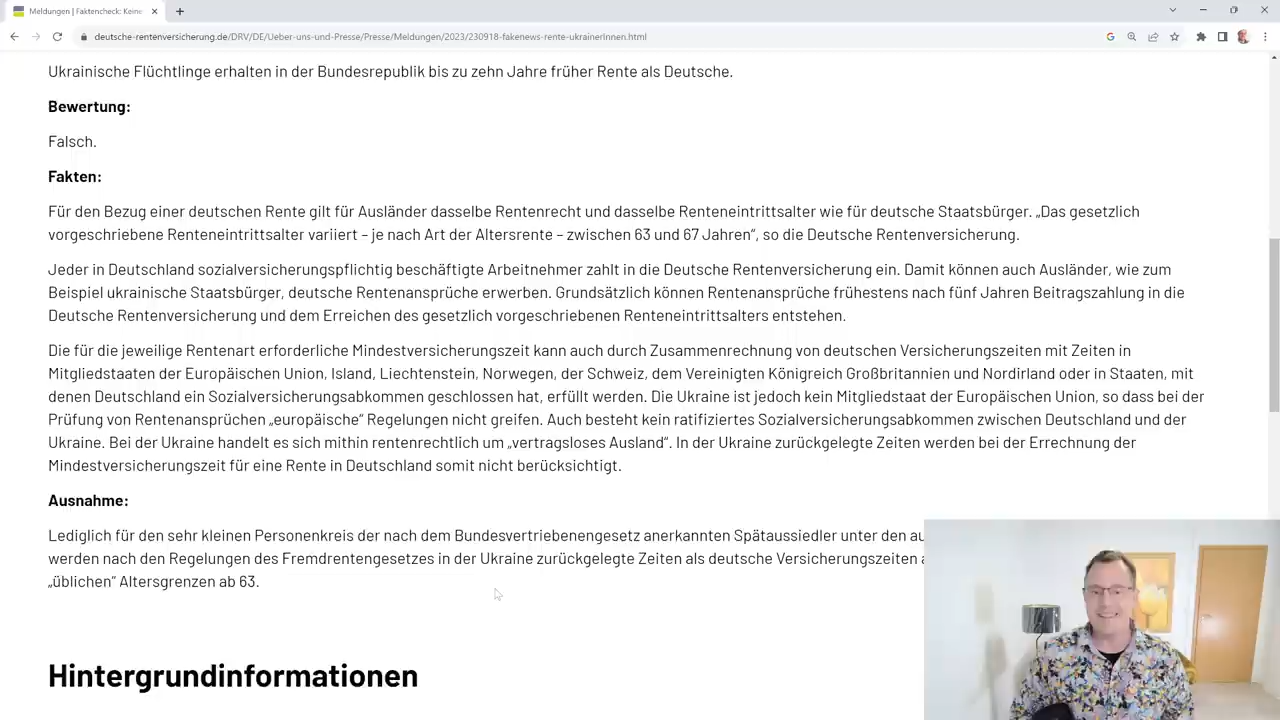 Meldungen | Faktencheck: Keine
deutsche-rentenversicherung.de/DRV/DE/Ueber-uns-und-Presse/Presse/Meldungen/2023/230918-fakenews-rente-ukrainerInnen.html
Ukrainische Flüchtlinge erhalten in der Bundesrepublik bis zu zehn Jahre früher Rente als Deutsche.
Bewertung:
Falsch.
Fakten:
Für den Bezug einer deutschen Rente gilt für Ausländer dasselbe Rentenrecht und dasselbe Renteneintrittsalter wie für deutsche Staatsbürger. „Das gesetzlich
vorgeschriebene Renteneintrittsalter variiert – je nach Art der Altersrente – zwischen 63 und 67 Jahren“, so die Deutsche Rentenversicherung.
Jeder in Deutschland sozialversicherungspflichtig beschäftigte Arbeitnehmer zahlt in die Deutsche Rentenversicherung ein. Damit können auch Ausländer, wie zum
Beispiel ukrainische Staatsbürger, deutsche Rentenansprüche erwerben. Grundsätzlich können Rentenansprüche frühestens nach fünf Jahren Beitragszahlung in die
Deutsche Rentenversicherung und dem Erreichen des gesetzlich vorgeschriebenen Renteneintrittsalters entstehen.
Die für die jeweilige Rentenart erforderliche Mindestversicherungszeit kann auch durch Zusammenrechnung von deutschen Versicherungszeiten mit Zeiten in
Mitgliedstaaten der Europäischen Union, Island, Liechtenstein, Norwegen, der Schweiz, dem Vereinigten Königreich Großbritannien und Nordirland oder in Staaten, mit
denen Deutschland ein Sozialversicherungsabkommen geschlossen hat, erfüllt werden. Die Ukraine ist jedoch kein Mitgliedstaat der Europäischen Union, so dass bei der
Prüfung von Rentenansprüchen „europäische“ Regelungen nicht greifen. Auch besteht kein ratifiziertes Sozialversicherungsabkommen zwischen Deutschland und der
Ukraine. Bei der Ukraine handelt es sich mithin rentenrechtlich um „vertragsloses Ausland“. In der Ukraine zurückgelegte Zeiten werden bei der Errechnung der
Mindestversicherungszeit für eine Rente in Deutschland somit nicht berücksichtigt.
Ausnahme:
Lediglich für den sehr kleinen Personenkreis der nach dem Bundesvertriebenengesetz anerkannten Spätaussiedler unter den
werden nach den Regelungen des Fremdrentengesetzes in der Ukraine zurückgelegte Zeiten als deutsche Versicherungszeiten
„üblichen“ Altersgrenzen ab 63.
Hintergrundinformationen